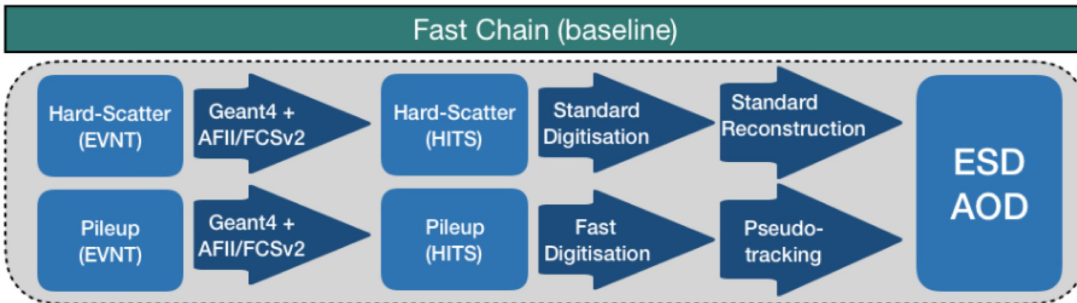 Fast Chain (baseline)
Hard-Scatter
(EVNT)
Geant4 +
AFII/FCSv2
Hard-Scatter
(HITS)
Standard
Digitisation
Standard
Reconstruction
Pileup
(EVNT)
Geant4 +
AFII/FCSv2
Pileup
(HITS)
Fast
Digitisation
Pseudo-
tracking
ESD
AOD